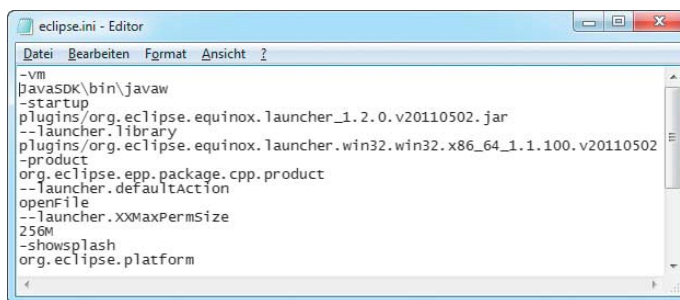 eclipse.ini - Editor
Datei Bearbeiten Format Ansicht ?
-vm
JavaSDK\bin\javaw
-startup
plugins/org.eclipse.equinox.launcher_1.2.0.v20110502.jar
--launcher.library
plugins/org.eclipse.equinox.launcher.win32.win32.x86_64_1.1.100.v20110502
-product
org.eclipse.epp.package.cpp.product
--launcher.defaultAction
openFile
--launcher.XXMaxPermSize
256M
-showsplash
org.eclipse.platform